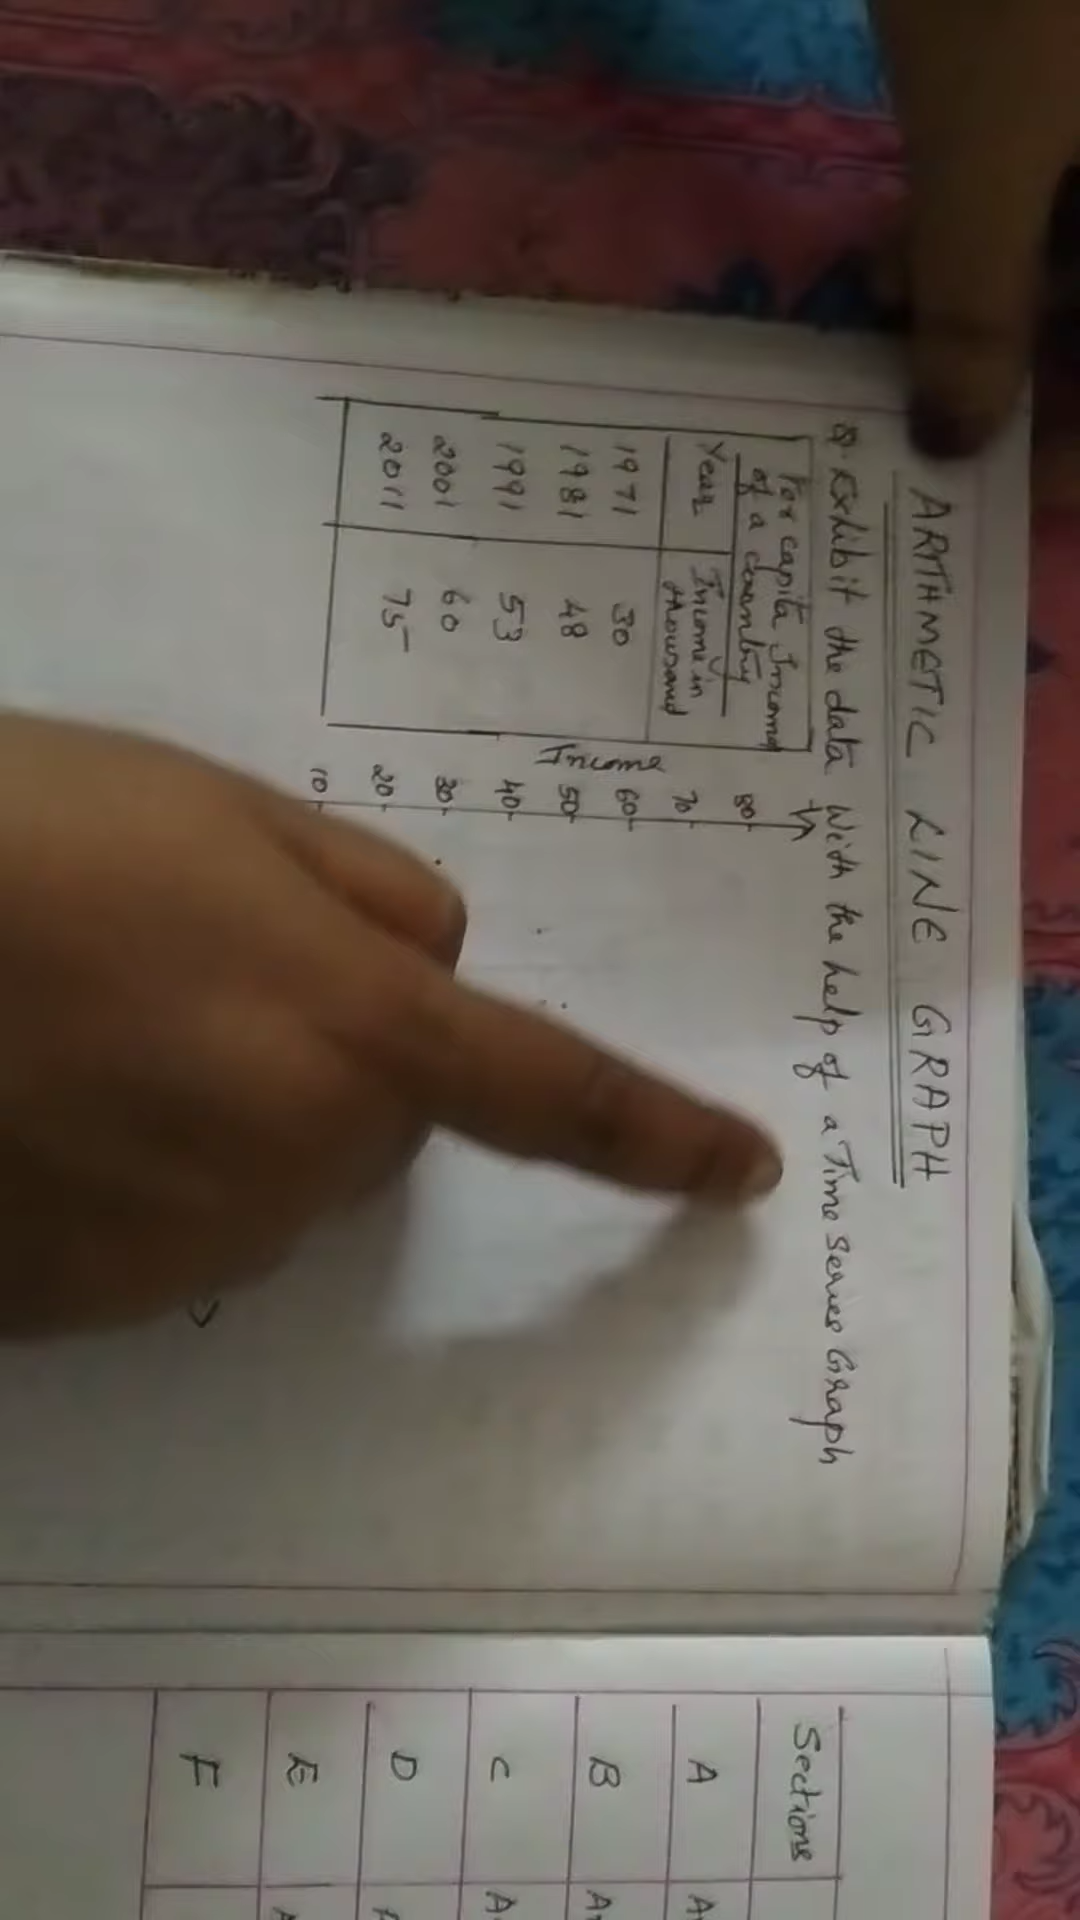 ARITHMETIC LINE GRAPH
Q. Exhibit the data With the help of a Time Series Graph
Per capita Income
of a country
Year Income in
thousand
1971 30
1981 48
1991 53
2001 60
2011 75
Income
80
70
60
50
40
30
20
10
Sections
A
B
C
D
E
F